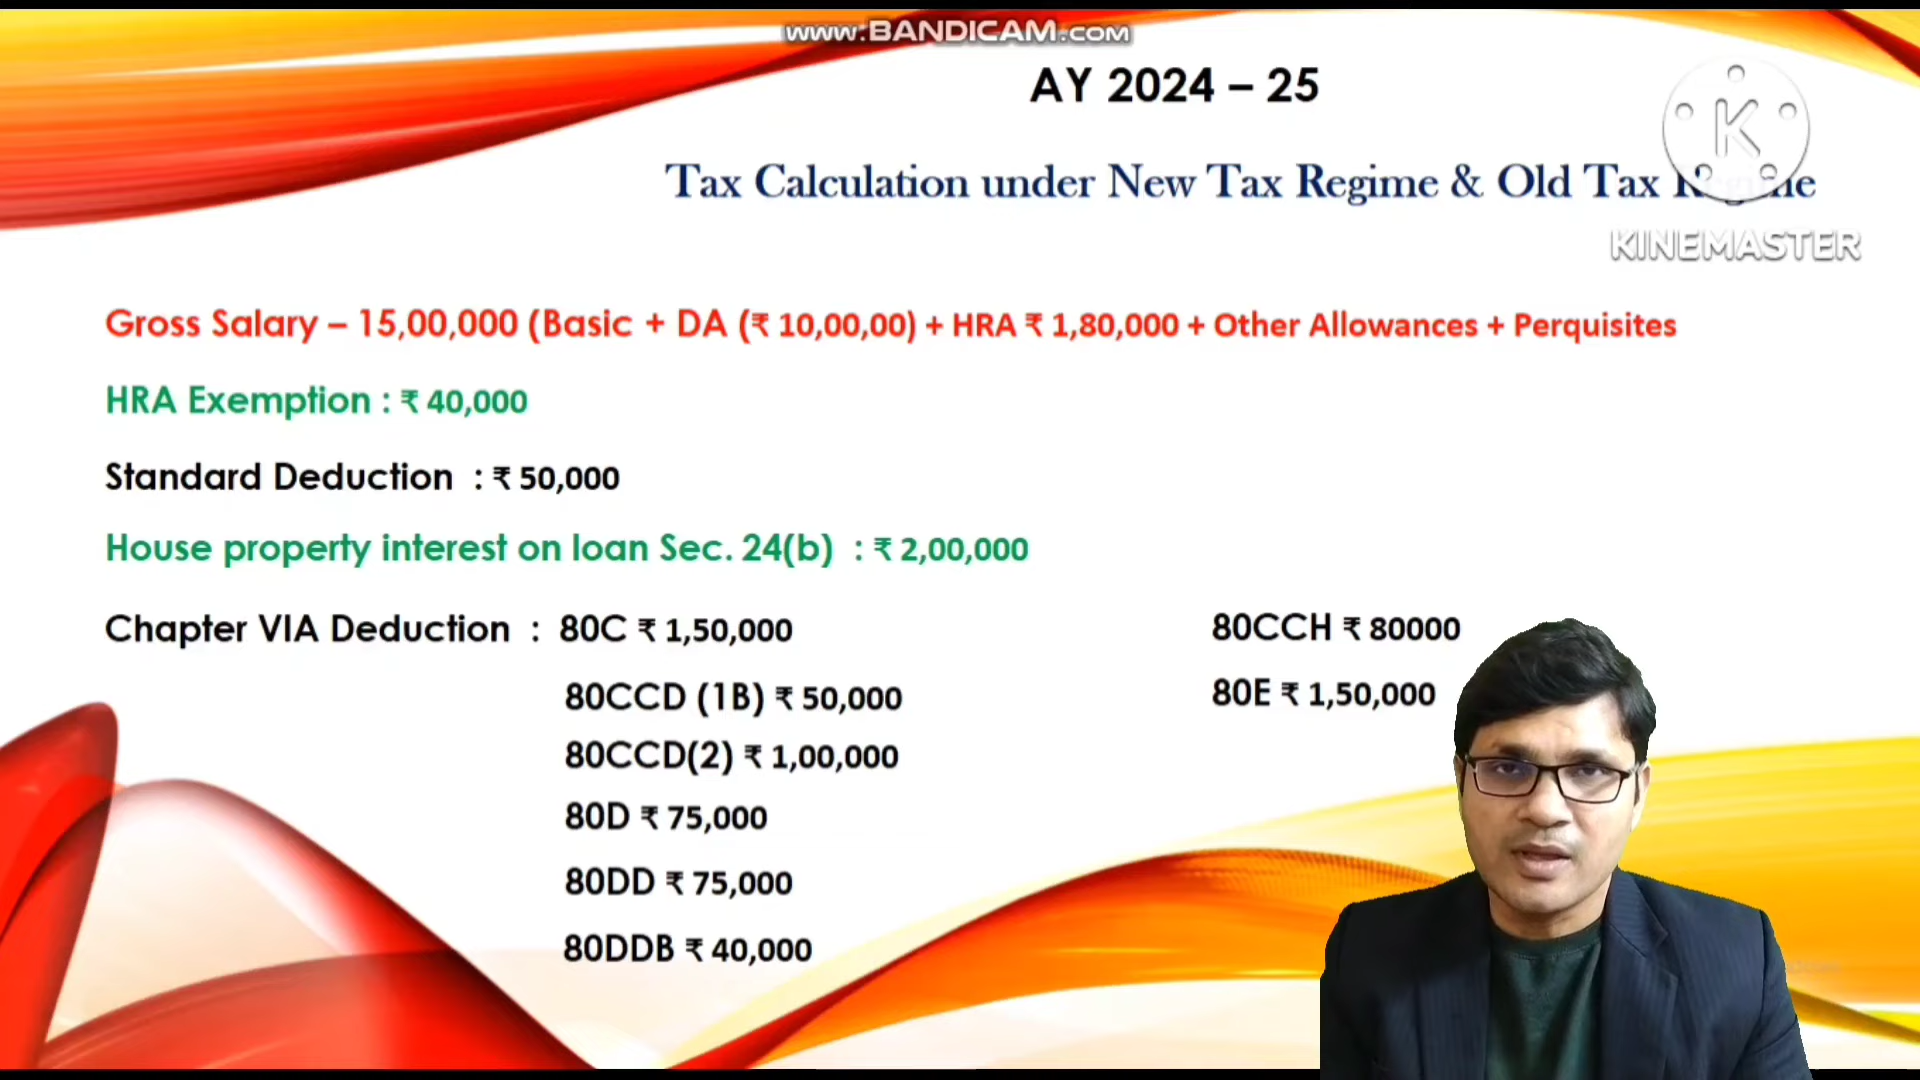 www.BANDICAM.com
AY 2024 – 25
Tax Calculation under New Tax Regime & Old Tax Regime
K
KINEMASTER
Gross Salary – 15,00,000 (Basic + DA (₹ 10,00,00) + HRA ₹ 1,80,000 + Other Allowances + Perquisites
HRA Exemption : ₹ 40,000
Standard Deduction : ₹ 50,000
House property interest on loan Sec. 24(b) : ₹ 2,00,000
Chapter VIA Deduction : 80C ₹ 1,50,000
80CCD (1B) ₹ 50,000
80CCD(2) ₹ 1,00,000
80D ₹ 75,000
80DD ₹ 75,000
80DDB ₹ 40,000
80CCH ₹ 80000
80E ₹ 1,50,000